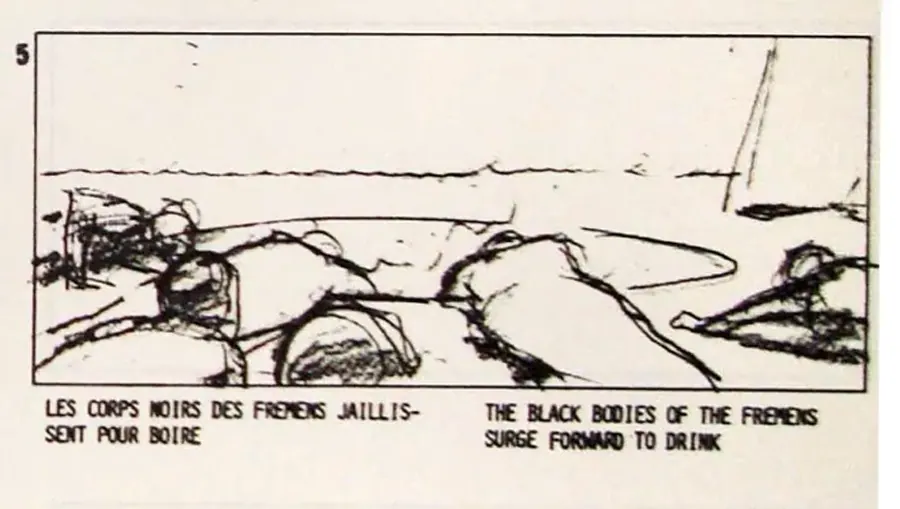 5
LES CORPS NOIRS DES FREMENS JAILLIS-
SENT POUR BOIRE
THE BLACK BODIES OF THE FREMENS
SURGE FORWARD TO DRINK